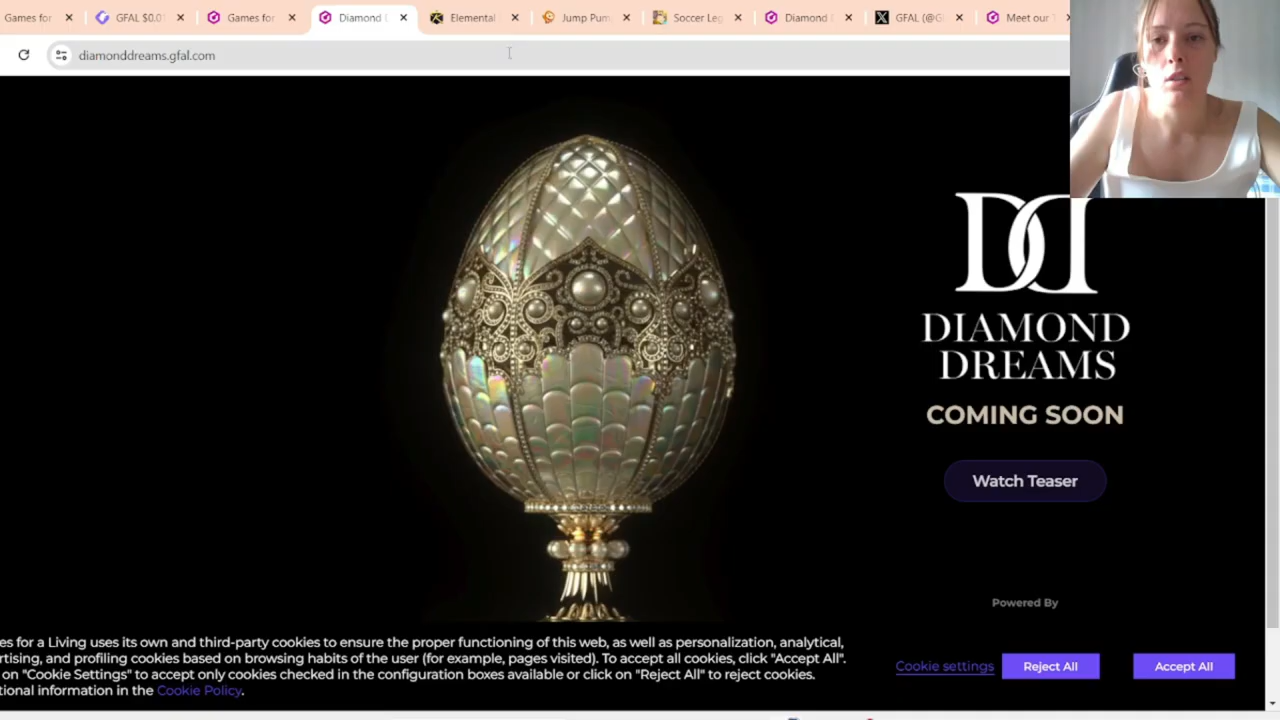 Games for
GFAL $0.01
Games for
Diamond
Elemental
Jump Pum
Soccer Leg
Diamond
GFAL (@G
Meet our T
diamonddreams.gfal.com
DD
DIAMOND
DREAMS
COMING SOON
Watch Teaser
Powered By
es for a Living uses its own and third-party cookies to ensure the proper functioning of this web, as well as personalization, analytical,
rtising, and profiling cookies based on browsing habits of the user (for example, pages visited). To accept all cookies, click "Accept All".
on "Cookie Settings" to accept only cookies checked in the configuration boxes available or click on "Reject All" to reject cookies.
tional information in the Cookie Policy.
Cookie settings
Reject All
Accept All